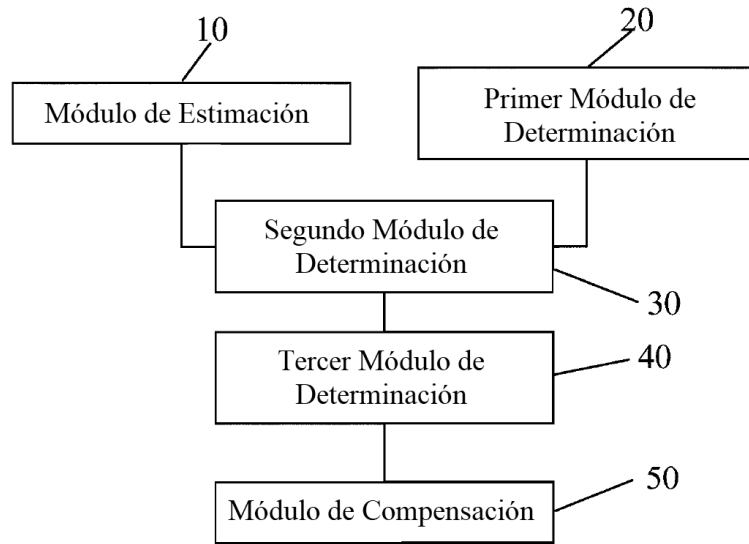 10
20
Módulo de Estimación
Primer Módulo de
Determinación
Segundo Módulo de
Determinación
30
Tercer Módulo de
Determinación
40
50
Módulo de Compensación